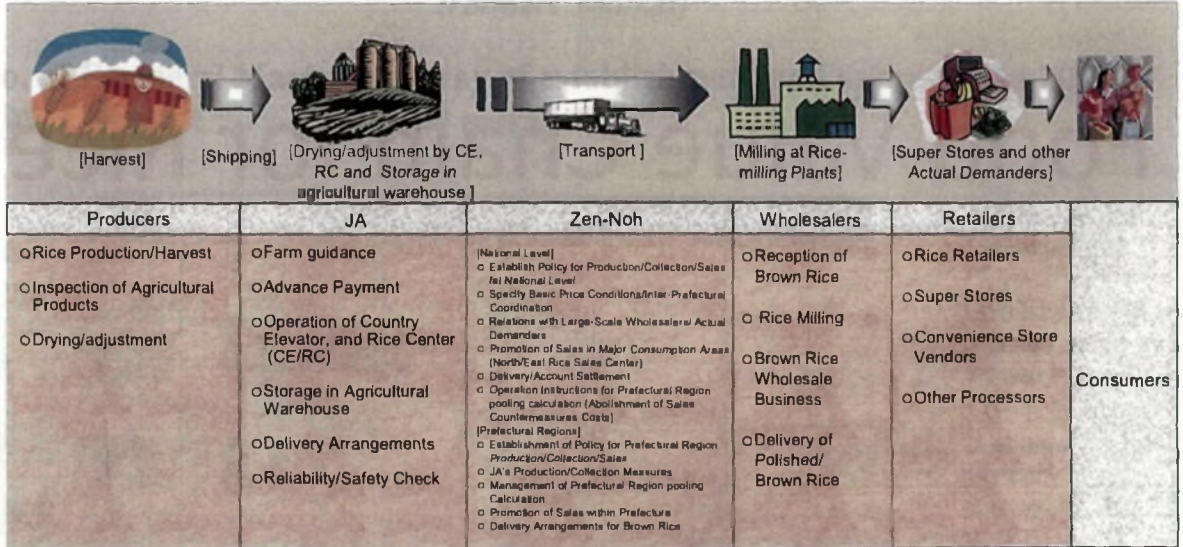 [Harvest]
[Shipping]
[Drying/adjustment by CE,
RC and Storage in
agricultural warehouse ]
[Transport ]
[Milling at Rice-
milling Plants]
[Super Stores and other
Actual Demanders]
Producers
JA
Zen-Noh
Wholesalers
Retailers
Consumers
○Rice Production/Harvest
○Inspection of Agricultural
Products
○Drying/adjustment
○Farm guidance
○Advance Payment
○Operation of Country
Elevator, and Rice Center
(CE/RC)
○Storage in Agricultural
Warehouse
○Delivery Arrangements
○Reliability/Safety Check
[National Level]
○ Establish Policy for Production/Collection/Sales
National Level
○ Specify Basic Price Conditions/Inter-Prefectural
Coordination
○ Relations with Large-Scale Wholesalers/ Actual
Demanders
○ Promotion of Sales in Major Consumption Areas
(North/East Rice Sales Center)
○ Delivery/Account Settlement
○ Operation Instructions for Prefectural Region
pooling calculation (Abolishment of Sales
Countermeasures Costs)
[Prefectural Regions]
○ Establishment of Policy for Prefectural Region
Production/Collection/Sales
○ JA's Production/Collection Measures
○ Management of Prefectural Region pooling
Calculation
○ Promotion of Sales within Prefecture
○ Delivery Arrangements for Brown Rice
○Reception of
Brown Rice
○ Rice Milling
○Brown Rice
Wholesale
Business
○Delivery of
Polished/
Brown Rice
○Rice Retailers
○Super Stores
○Convenience Store
Vendors
○Other Processors